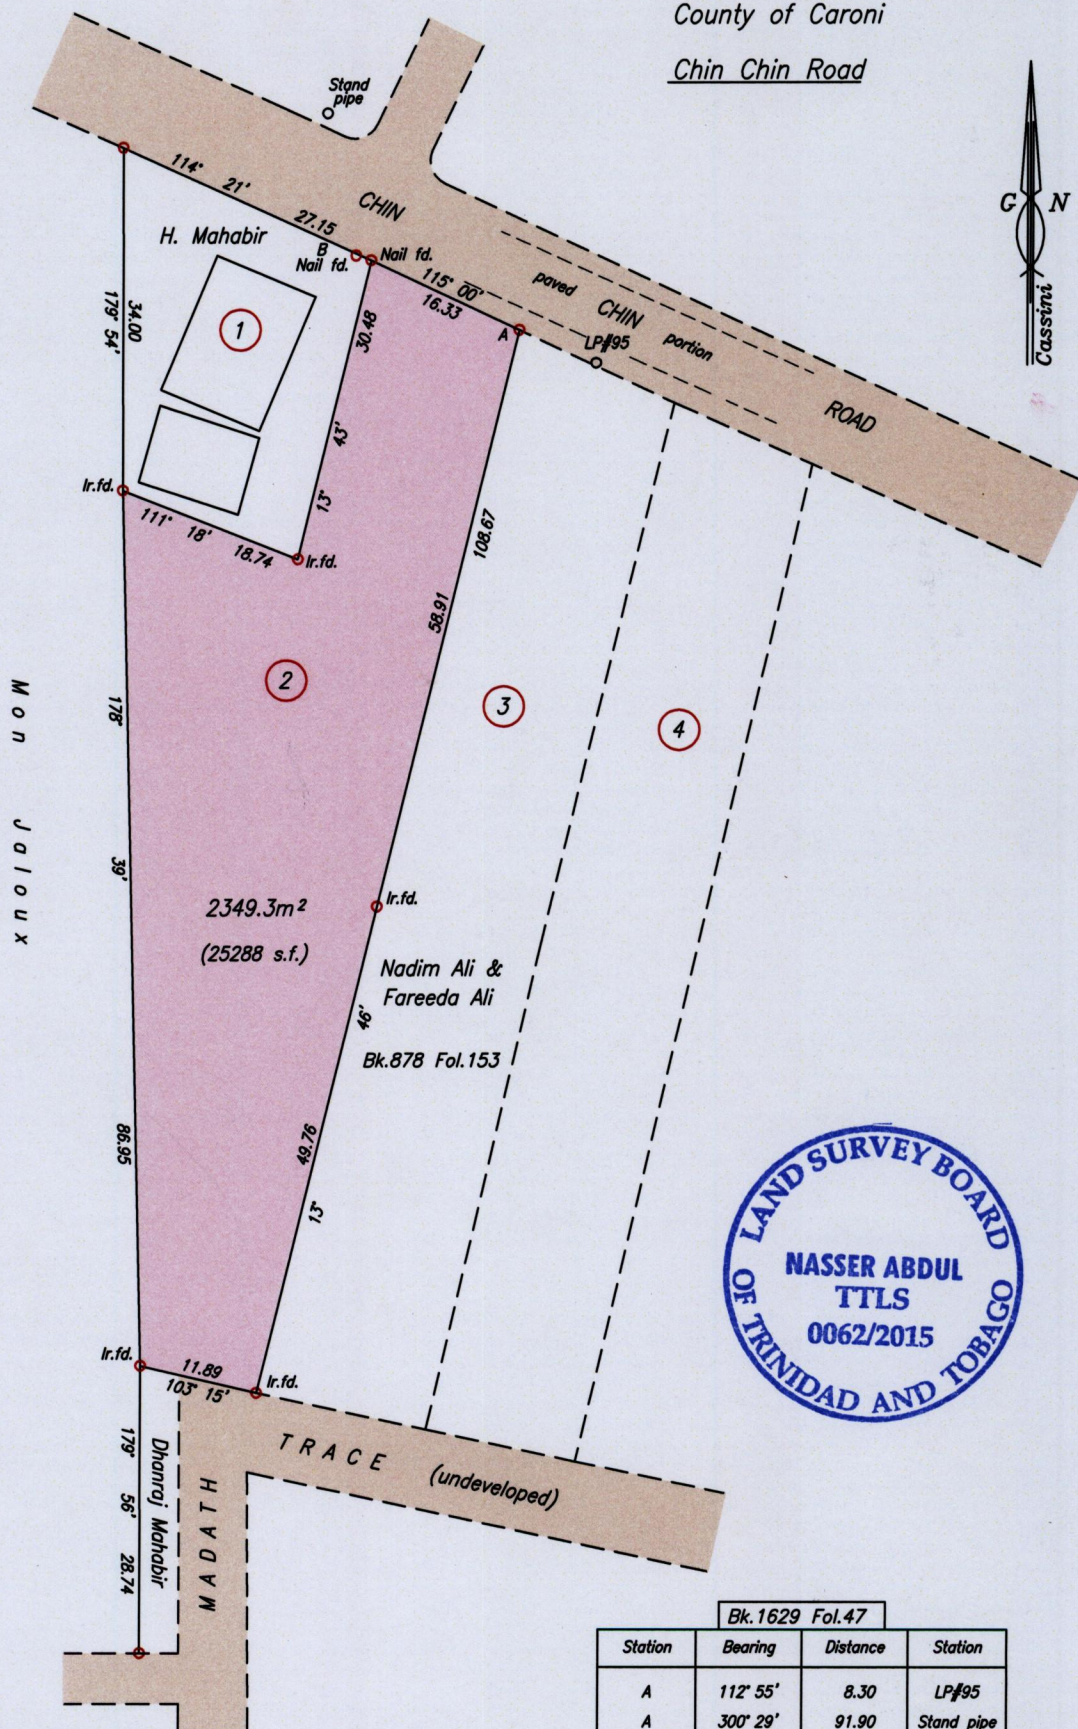 County of Caroni
Chin Chin Road
Stand
pipe
G N
Cassini
114° 21'
27.15
CHIN
H. Mahabir
B
Nail fd.
Nail fd.
115° 00'
16.33
A
paved
CHIN
portion
LP#95
ROAD
34.00
179° 54'
1
30.48
43'
13°
Ir.fd.
111° 18' 18.74
Ir.fd.
108.67
58.91
2
3
4
Mon Jaloux
178°
39'
86.95
2349.3m²
(25288 s.f.)
Ir.fd.
Nadim Ali &
Fareeda Ali
46'
Bk.878 Fol.153
49.76
13°
LAND SURVEY BOARD
OF TRINIDAD AND TOBAGO
NASSER ABDUL
TTLS
0062/2015
Ir.fd.
11.89
103° 15'
Ir.fd.
TRACE (undeveloped)
179° 56' 28.74
Dhanraj Mahabir
MADATH
Bk.1629 Fol.47
Station Bearing Distance Station
A 112° 55' 8.30 LP#95
A 300° 29' 91.90 Stand pipe